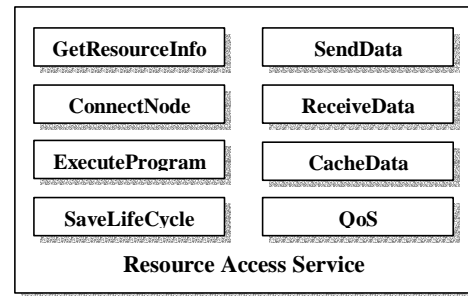 GetResourceInfo SendData
ConnectNode ReceiveData
ExecuteProgram CacheData
SaveLifeCycle QoS
Resource Access Service